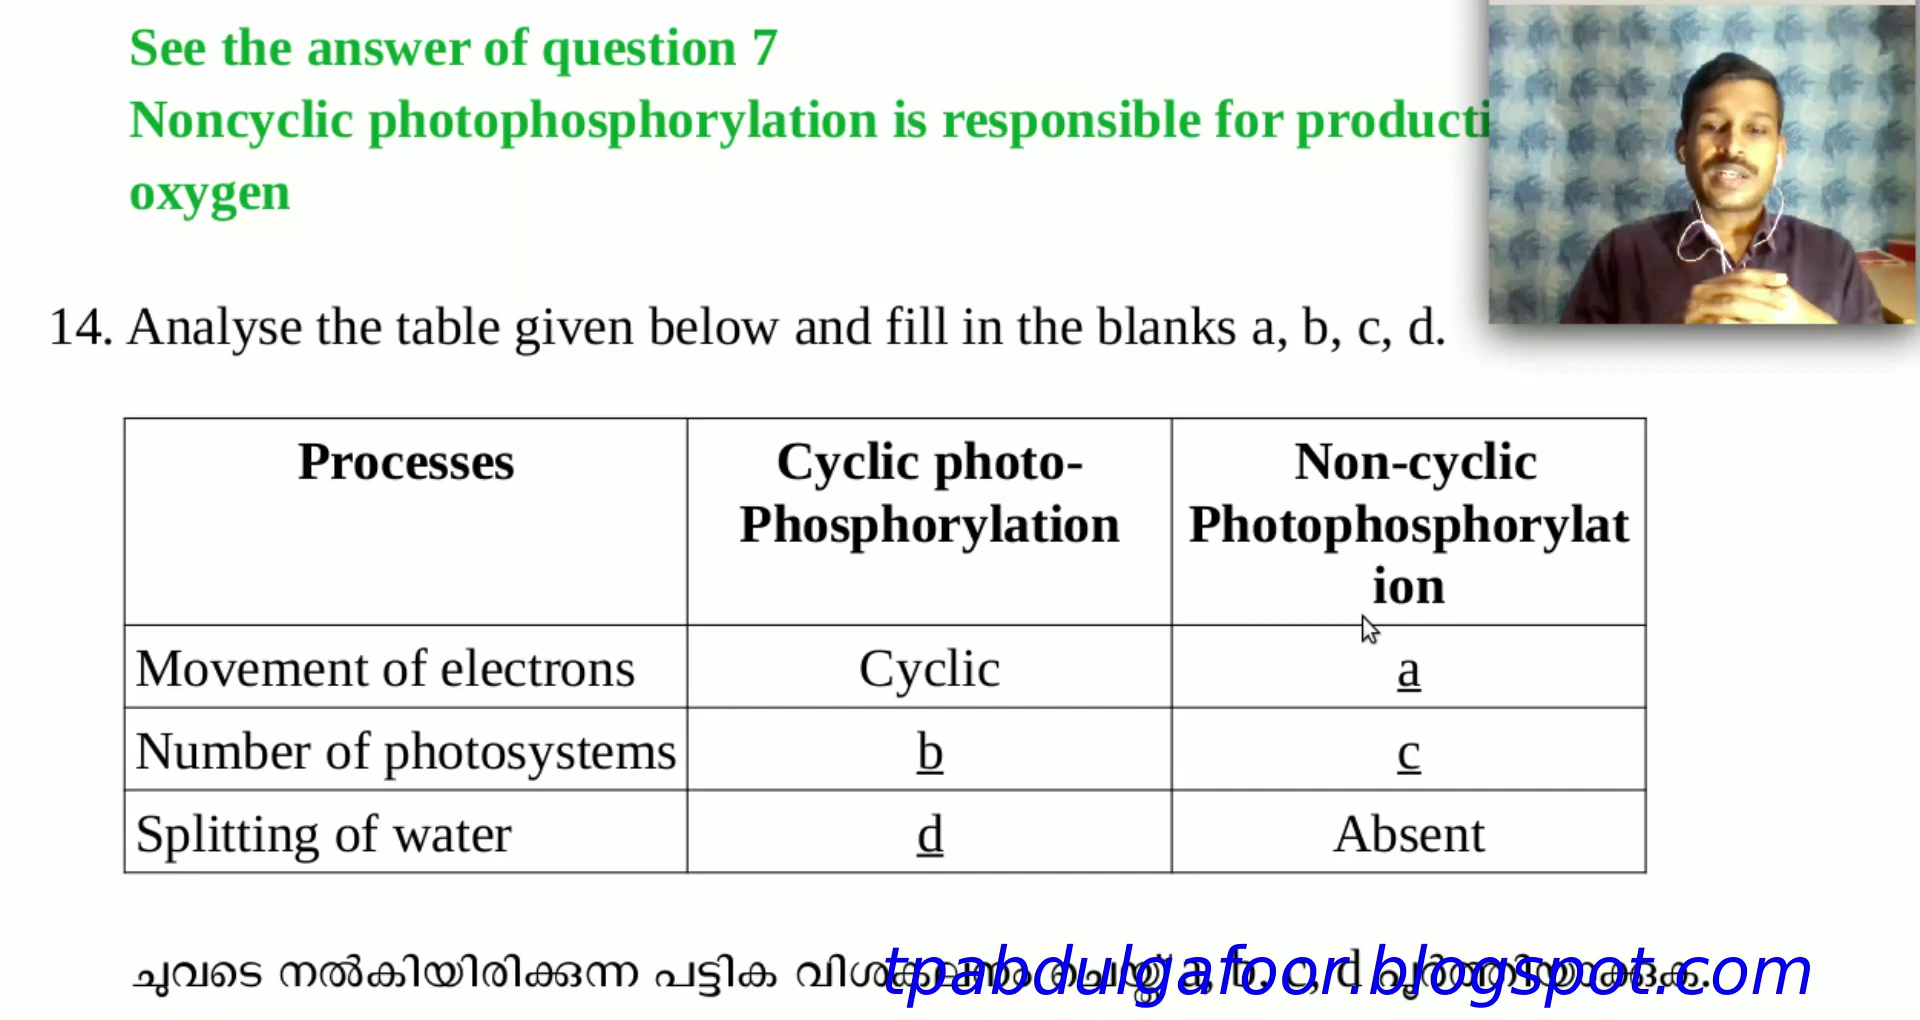 See the answer of question 7
Noncyclic photophosphorylation is responsible for producti
oxygen
14. Analyse the table given below and fill in the blanks a, b, c, d.
Processes
Cyclic photo-
Phosphorylation
Non-cyclic
Photophosphorylat
ion
Movement of electrons Cyclic a
Number of photosystems b c
Splitting of water d Absent
ചുവടെ നൽകിയിരിക്കുന്ന പട്ടിക വിശകലനം ചെയ്ത് a, b, c, d പൂർത്തിയാക്കുക.
tpabdulgafoor.blogspot.com